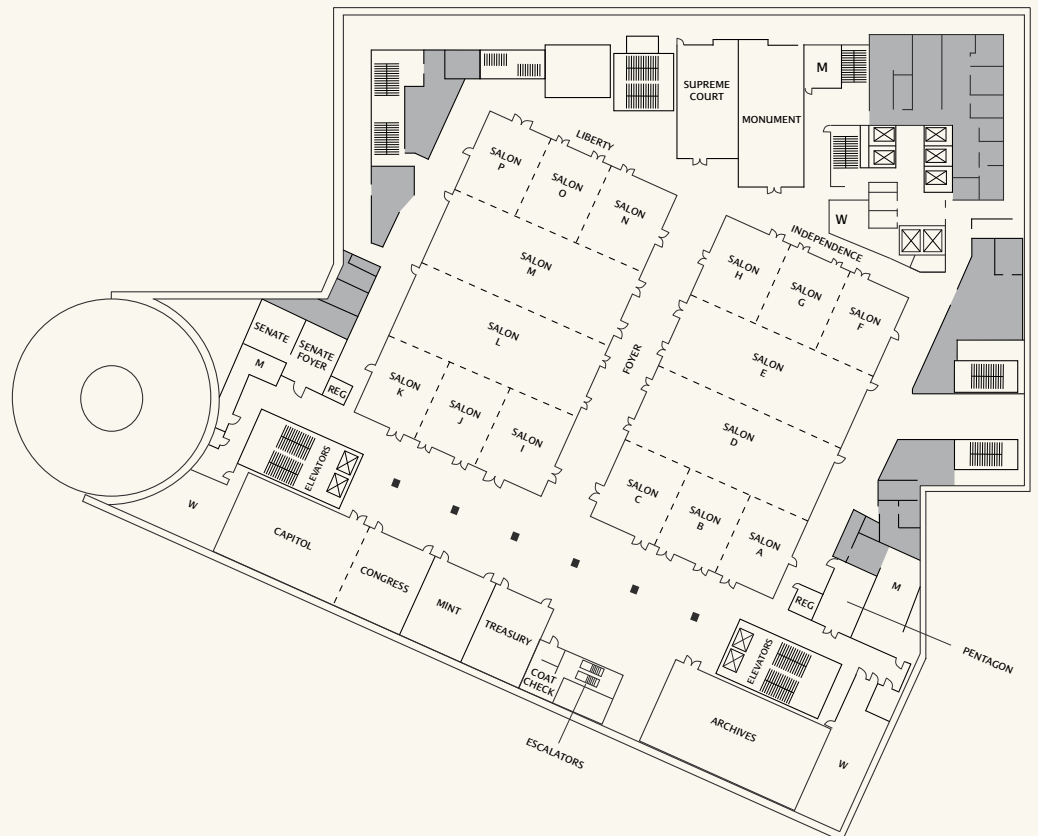 SUPREME
COURT
M
MONUMENT
LIBERTY
SALON
P
SALON
O
SALON
N
W
INDEPENDENCE
SALON
M
SALON
H
SALON
G
SALON
F
SENATE
SENATE
FOYER
M
REG
SALON
L
FOYER
SALON
E
SALON
K
SALON
J
SALON
I
SALON
D
ELEVATORS
SALON
C
SALON
B
SALON
A
W
CAPITOL
CONGRESS
MINT
TREASURY
COAT
CHECK
ESCALATORS
REG
M
PENTAGON
ELEVATORS
ARCHIVES
W